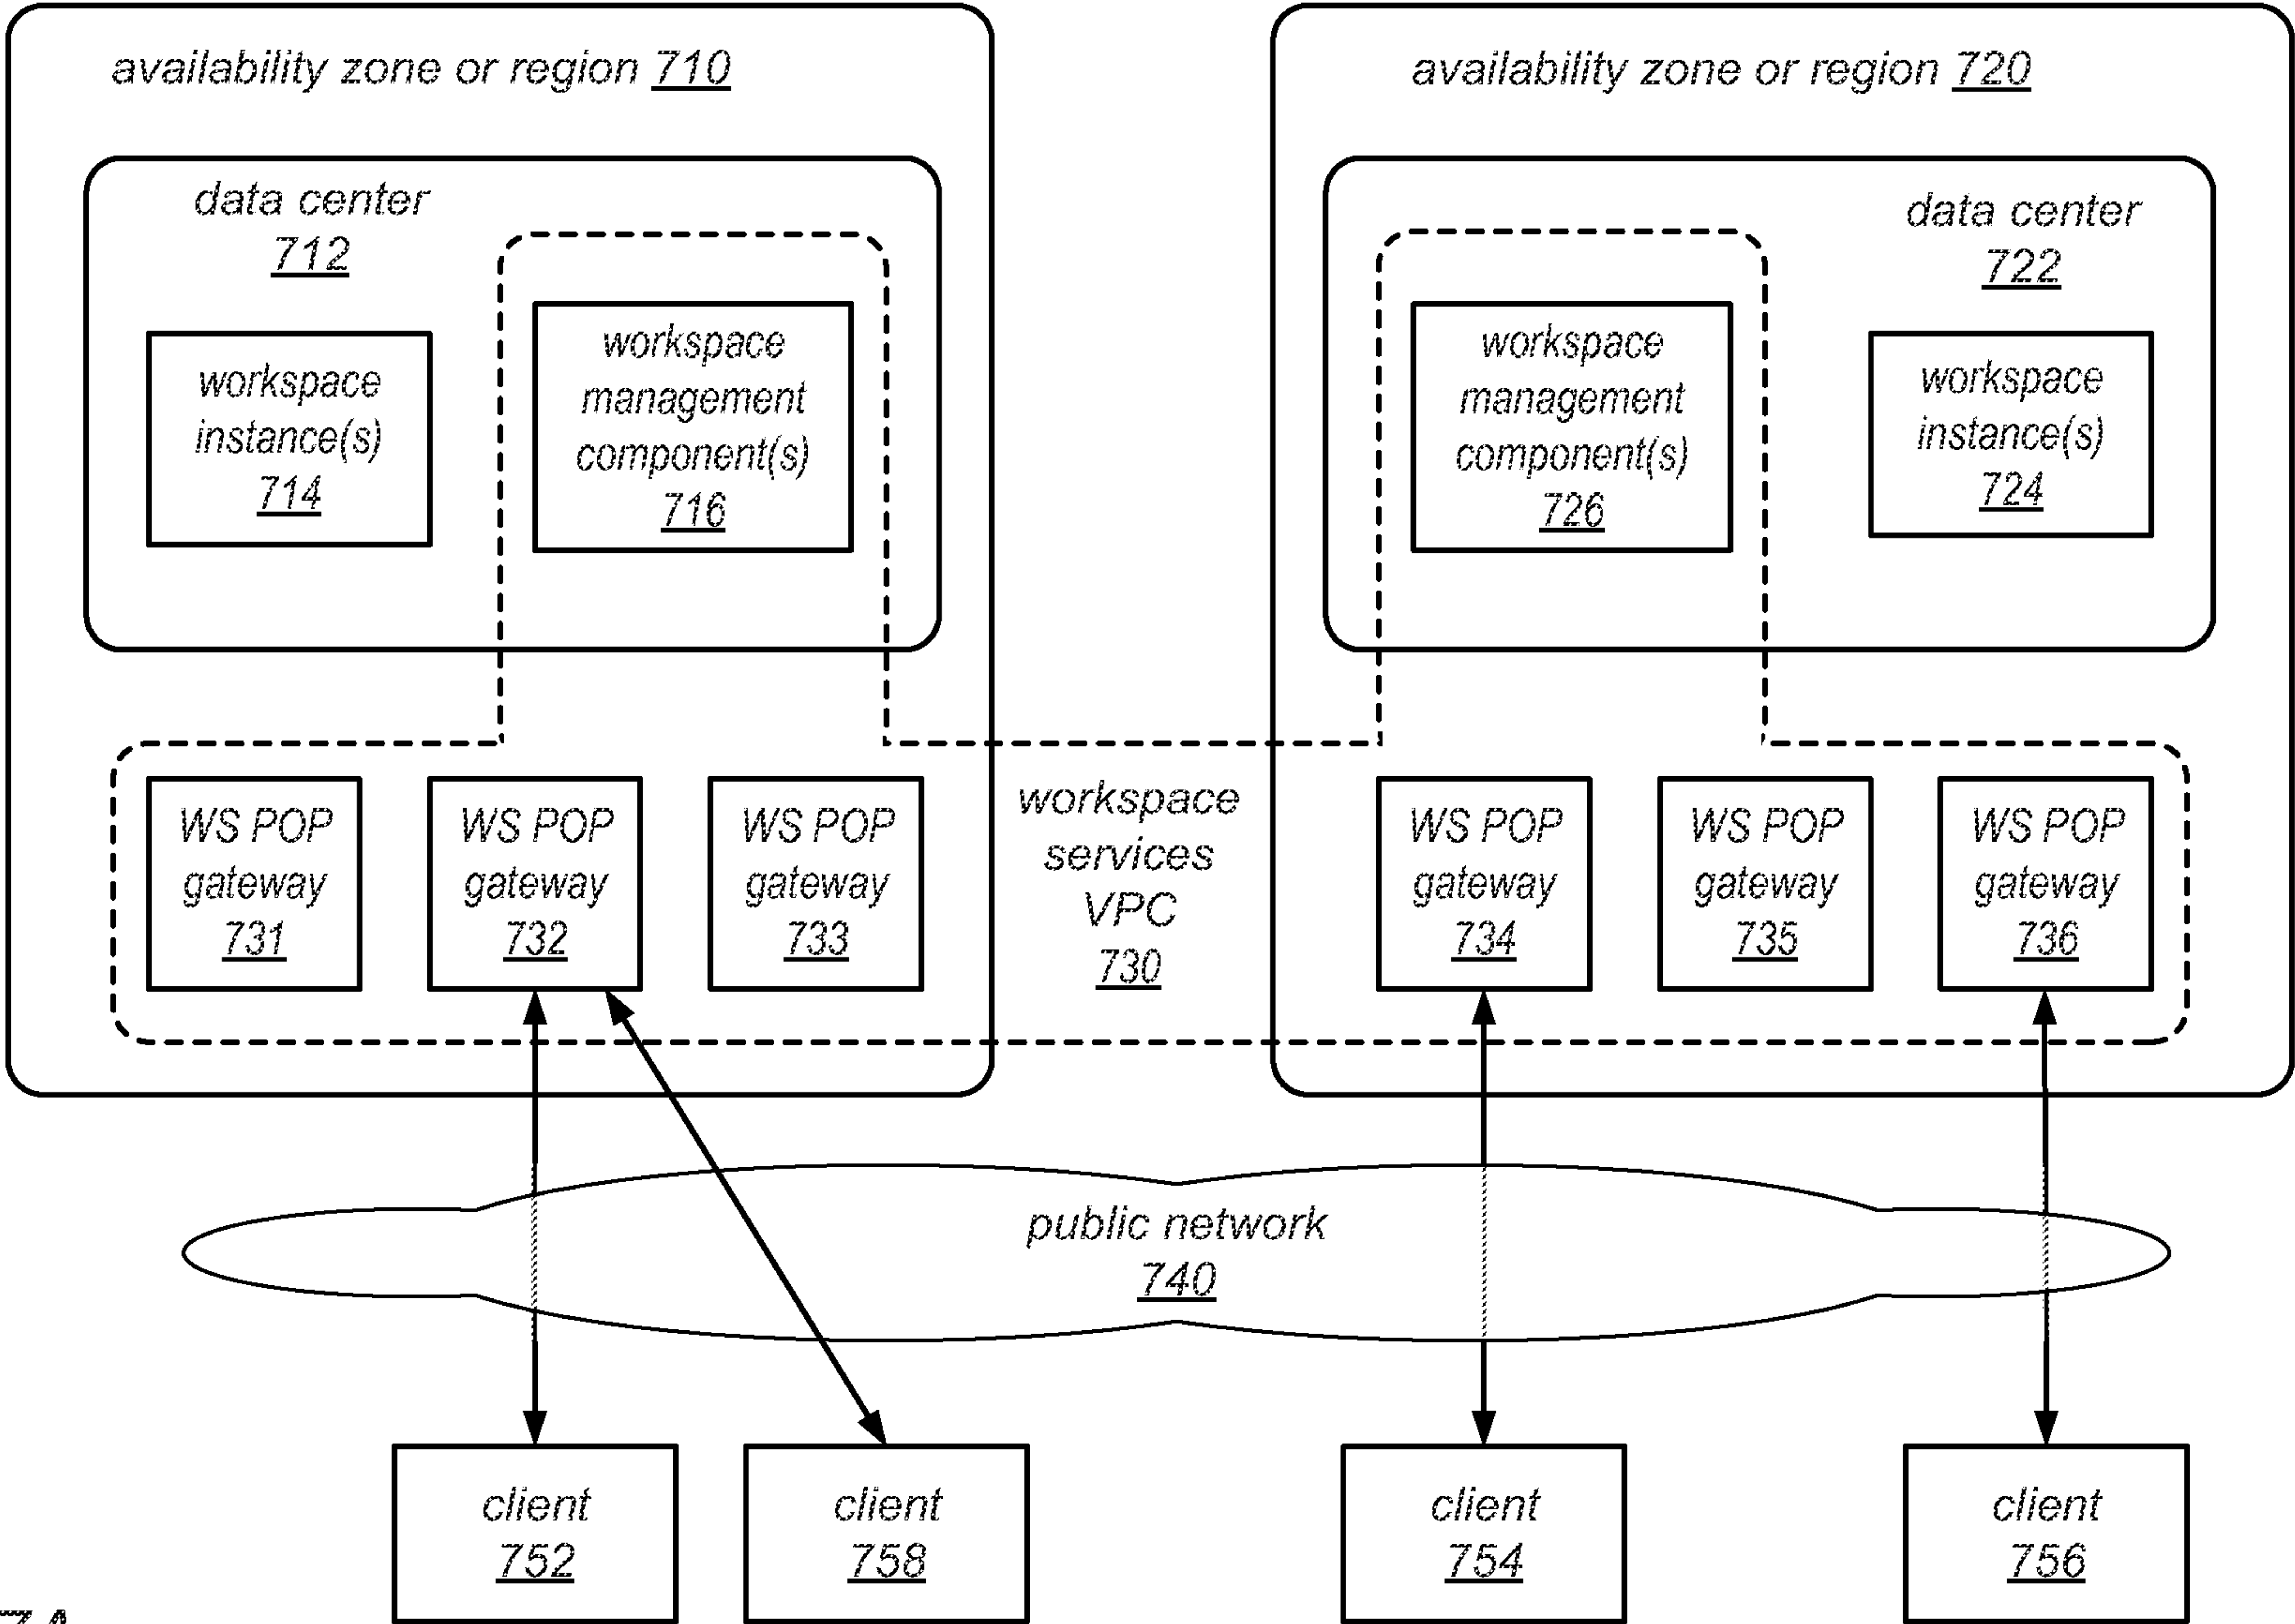 availability zone or region 710
data center
712
workspace
instance(s)
714
workspace
management
component(s)
716
availability zone or region 720
data center
722
workspace
management
component(s)
726
workspace
instance(s)
724
WS POP
gateway
731
WS POP
gateway
732
WS POP
gateway
733
workspace
services
VPC
730
WS POP
gateway
734
WS POP
gateway
735
WS POP
gateway
736
public network
740
client
752
client
758
client
754
client
756
7A